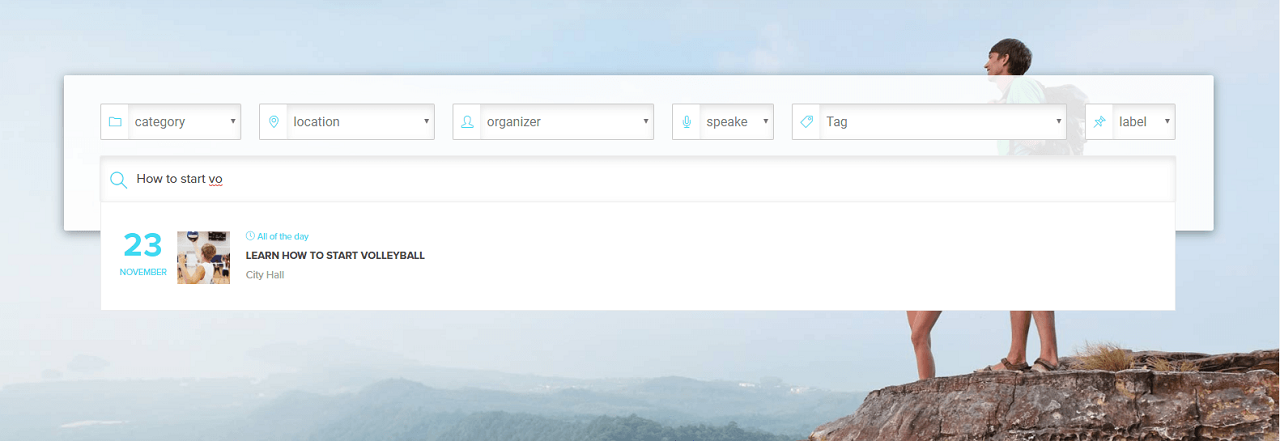 category location organizer speake Tag label
How to start vo
23
NOVEMBER
All of the day
LEARN HOW TO START VOLLEYBALL
City Hall